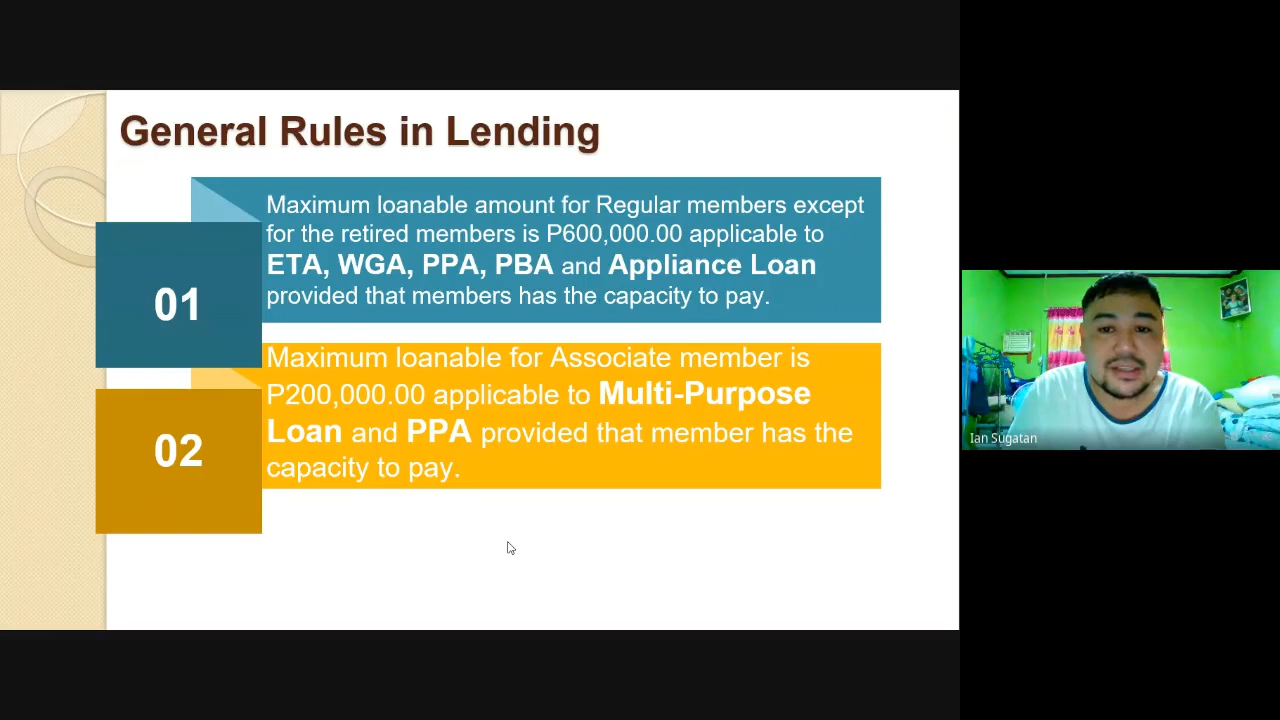 General Rules in Lending
01
Maximum loanable amount for Regular members except
for the retired members is P600,000.00 applicable to
ETA, WGA, PPA, PBA and Appliance Loan
provided that members has the capacity to pay.
02
Maximum loanable for Associate member is
P200,000.00 applicable to Multi-Purpose
Loan and PPA provided that member has the
capacity to pay.
Ian Sugatan